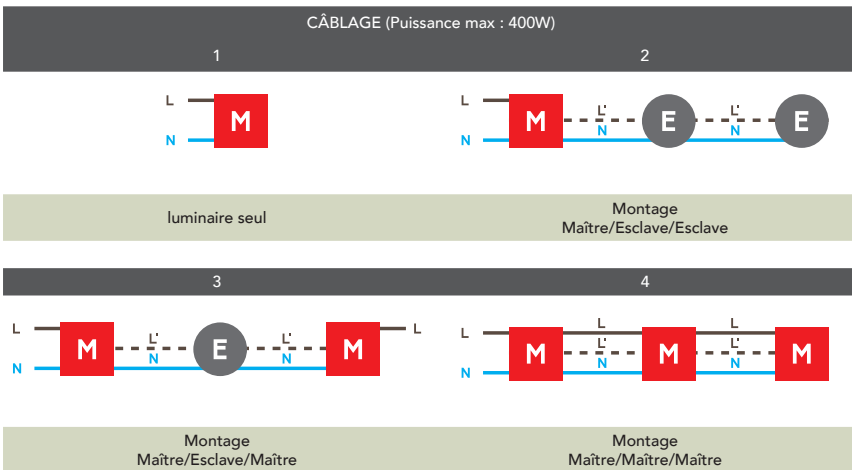 CÂBLAGE (Puissance max : 400W)
1
L
M
N
luminaire seul
2
L
M
L'
N
E
L'
N
E
N
Montage
Maître/Esclave/Esclave
3
L
M
L'
N
E
L'
N
M
L
N
Montage
Maître/Esclave/Maître
4
L
L
L
L'
L'
M
M
M
N
N
N
Montage
Maître/Maître/Maître